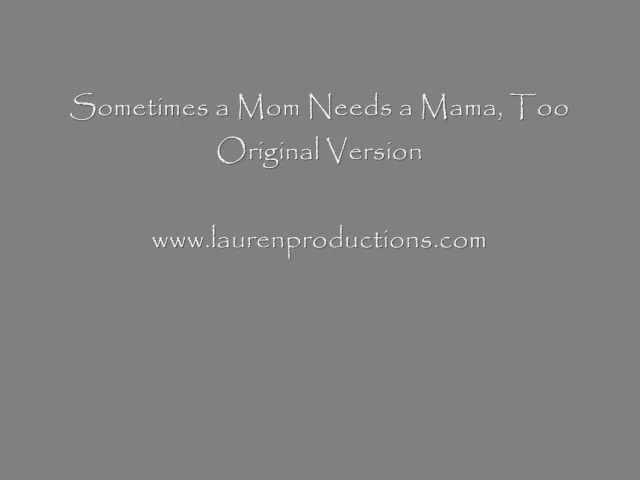 Sometimes a Mom Needs a Mama, Too
Original Version
www.laurenproductions.com